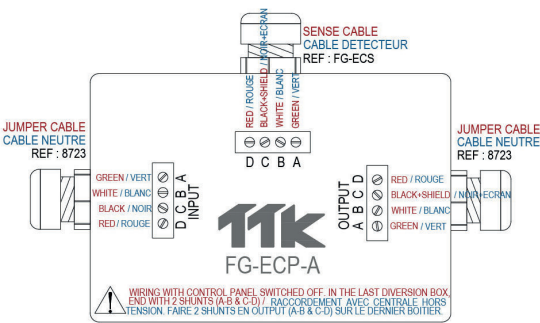 SENSE CABLE
CABLE DETECTEUR
REF : FG-ECS
RED / ROUGE
BLACK+SHIELD / NOIR+ECRAN
WHITE / BLANC
GREEN / VERT
D C B A
JUMPER CABLE
CABLE NEUTRE
REF : 8723
GREEN / VERT
WHITE / BLANC
BLACK / NOIR
RED / ROUGE
D C B A
INPUT
OUTPUT
A B C D
RED / ROUGE
BLACK+SHIELD / NOIR+ECRAN
WHITE / BLANC
GREEN / VERT
JUMPER CABLE
CABLE NEUTRE
REF : 8723
TTK
FG-ECP-A
WIRING WITH CONTROL PANEL SWITCHED OFF. IN THE LAST DIVERSION BOX,
END WITH 2 SHUNTS (A-B & C-D) / RACCORDEMENT AVEC CENTRALE HORS
TENSION. FAIRE 2 SHUNTS EN OUTPUT (A-B & C-D) SUR LE DERNIER BOITIER.